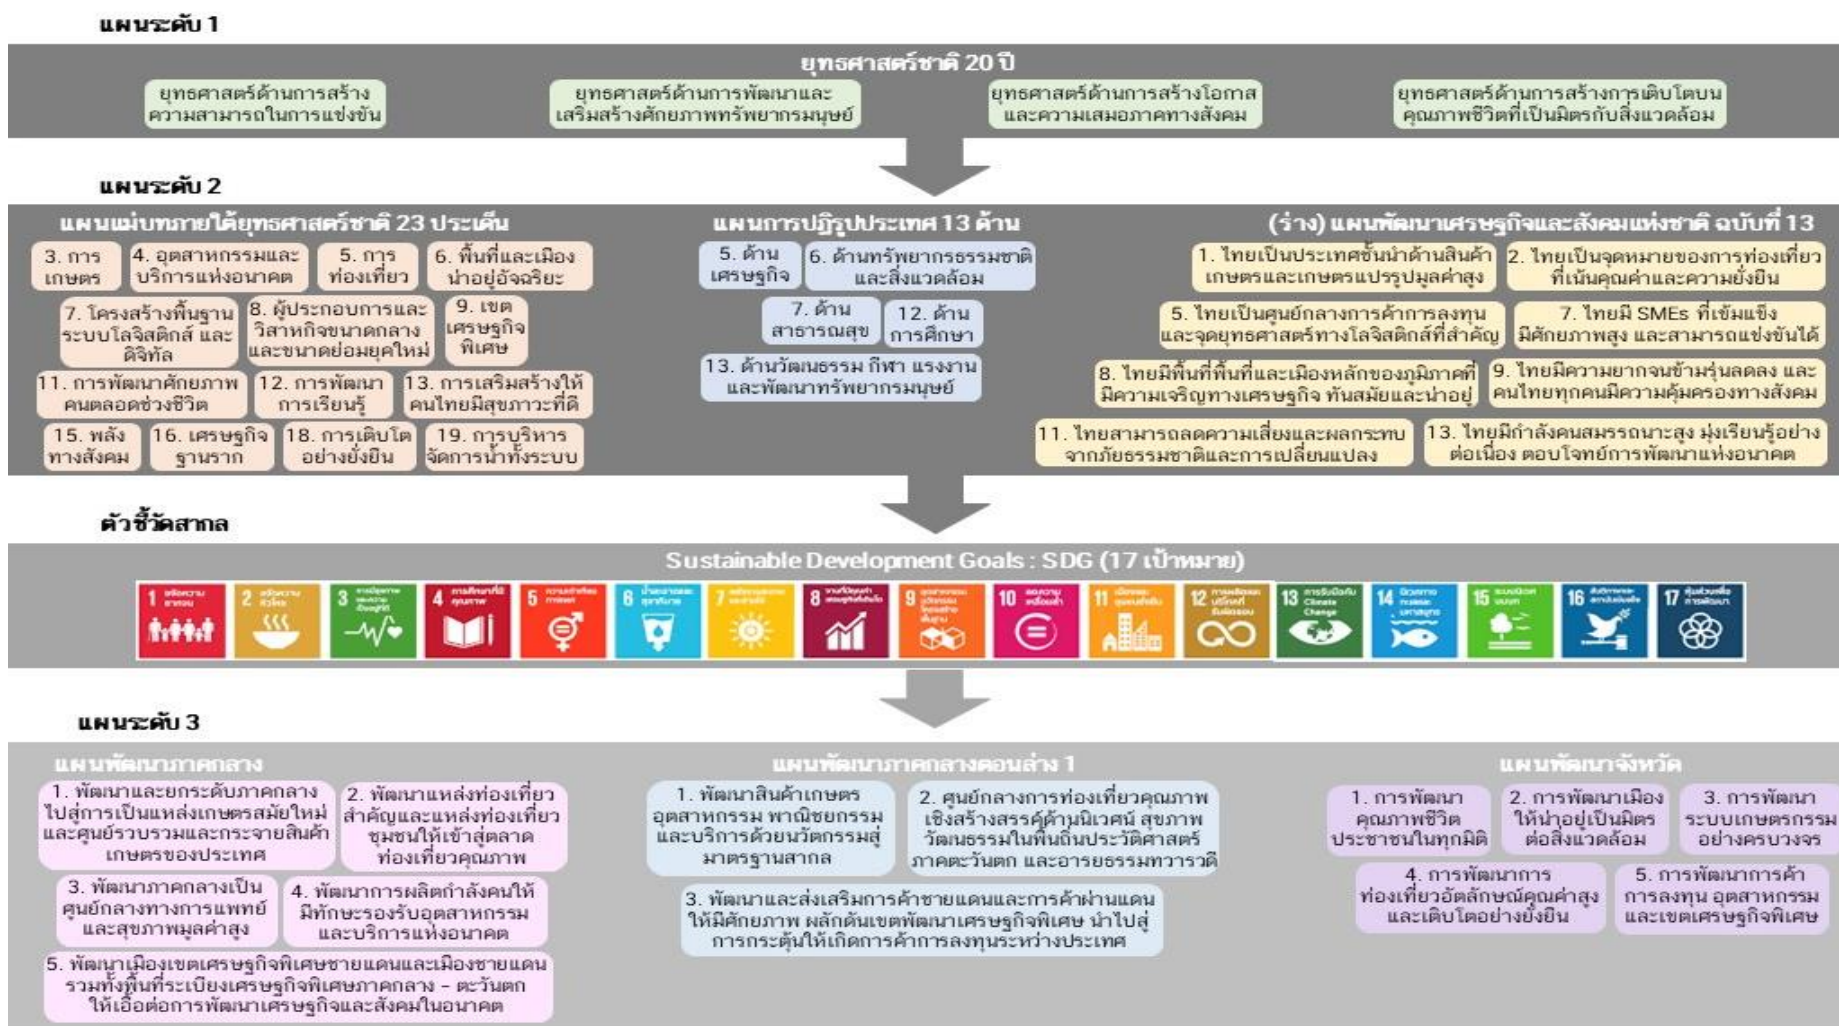 แผนระดับ 1
ยุทธศาสตร์ชาติ 20 ปี
ยุทธศาสตร์ด้านการสร้าง
ความสามารถในการแข่งขัน
ยุทธศาสตร์ด้านการพัฒนาและ
เสริมสร้างศักยภาพทรัพยากรมนุษย์
ยุทธศาสตร์ด้านการสร้างโอกาส
และความเสมอภาคทางสังคม
ยุทธศาสตร์ด้านการสร้างการเติบโตบน
คุณภาพชีวิตที่เป็นมิตรกับสิ่งแวดล้อม
แผนระดับ 2
แผนแม่บทภายใต้ยุทธศาสตร์ชาติ 23 ประเด็น
3. การ
เกษตร
4. อุตสาหกรรมและ
บริการแห่งอนาคต
5. การ
ท่องเที่ยว
6. พื้นที่และเมือง
น่าอยู่อัจฉริยะ
7. โครงสร้างพื้นฐาน
ระบบโลจิสติกส์ และ
ดิจิทัล
8. ผู้ประกอบการและ
วิสาหกิจขนาดกลาง
และขนาดย่อมยุคใหม่
9. เขต
เศรษฐกิจ
พิเศษ
11. การพัฒนาศักยภาพ
คนตลอดช่วงชีวิต
12. การพัฒนา
การเรียนรู้
13. การเสริมสร้างให้
คนไทยมีสุขภาวะที่ดี
15. พลัง
ทางสังคม
16. เศรษฐกิจ
ฐานราก
18. การเติบโต
อย่างยั่งยืน
19. การบริหาร
จัดการน้ำทั้งระบบ
แผนการปฏิรูปประเทศ 13 ด้าน
5. ด้าน
เศรษฐกิจ
6. ด้านทรัพยากรธรรมชาติ
และสิ่งแวดล้อม
7. ด้าน
สาธารณสุข
12. ด้าน
การศึกษา
13. ด้านวัฒนธรรม กีฬา แรงงาน
และพัฒนาทรัพยากรมนุษย์
(ร่าง) แผนพัฒนาเศรษฐกิจและสังคมแห่งชาติ ฉบับที่ 13
1. ไทยเป็นประเทศชั้นนำด้านสินค้า
เกษตรและเกษตรแปรรูปมูลค่าสูง
2. ไทยเป็นจุดหมายของการท่องเที่ยว
ที่เน้นคุณค่าและความยั่งยืน
5. ไทยเป็นศูนย์กลางการค้าการลงทุน
และจุดยุทธศาสตร์ทางโลจิสติกส์ที่สำคัญ
7. ไทยมี SMEs ที่เข้มแข็ง
มีศักยภาพสูง และสามารถแข่งขันได้
8. ไทยมีพื้นที่พื้นที่และเมืองหลักของภูมิภาคที่
มีความเจริญทางเศรษฐกิจ ทันสมัยและน่าอยู่
9. ไทยมีความยากจนข้ามรุ่นลดลง และ
คนไทยทุกคนมีความคุ้มครองทางสังคม
11. ไทยสามารถลดความเสี่ยงและผลกระทบ
จากภัยธรรมชาติและการเปลี่ยนแปลง
13. ไทยมีกำลังคนสมรรถนะสูง มุ่งเรียนรู้อย่าง
ต่อเนื่อง ตอบโจทย์การพัฒนาแห่งอนาคต
ตัวชี้วัดสากล
Sustainable Development Goals : SDG (17 เป้าหมาย)
1
2
3
4
5
6
7
8
9
10
11
12
13
Climate
Change
14
15
16
17
แผนระดับ 3
แผนพัฒนาภาคกลาง
1. พัฒนาและยกระดับภาคกลาง
ไปสู่การเป็นแหล่งเกษตรสมัยใหม่
และศูนย์รวบรวมและกระจายสินค้า
เกษตรของประเทศ
2. พัฒนาแหล่งท่องเที่ยว
สำคัญและแหล่งท่องเที่ยว
ชุมชนให้เข้าสู่ตลาด
ท่องเที่ยวคุณภาพ
3. พัฒนาภาคกลางเป็น
ศูนย์กลางทางการแพทย์
และสุขภาพมูลค่าสูง
4. พัฒนาการผลิตกำลังคนให้
มีทักษะรองรับอุตสาหกรรม
และบริการแห่งอนาคต
5. พัฒนาเมืองเขตเศรษฐกิจพิเศษชายแดนและเมืองชายแดน
รวมทั้งพื้นที่ระเบียงเศรษฐกิจพิเศษภาคกลาง – ตะวันตก
ให้เอื้อต่อการพัฒนาเศรษฐกิจและสังคมในอนาคต
แผนพัฒนาภาคกลางตอนล่าง 1
1. พัฒนาสินค้าเกษตร
อุตสาหกรรม พาณิชยกรรม
และบริการด้วยนวัตกรรมสู่
มาตรฐานสากล
2. ศูนย์กลางการท่องเที่ยวคุณภาพ
เชิงสร้างสรรค์ด้านนิเวศน์ สุขภาพ
วัฒนธรรมในพื้นถิ่นประวัติศาสตร์
ภาคตะวันตก และอารยธรรมทวารวดี
3. พัฒนาและส่งเสริมการค้าชายแดนและการค้าผ่านแดน
ให้มีศักยภาพ ผลักดันเขตพัฒนาเศรษฐกิจพิเศษ นำไปสู่
การกระตุ้นให้เกิดการค้าการลงทุนระหว่างประเทศ
แผนพัฒนาจังหวัด
1. การพัฒนา
คุณภาพชีวิต
ประชาชนในทุกมิติ
2. การพัฒนาเมือง
ให้น่าอยู่เป็นมิตร
ต่อสิ่งแวดล้อม
3. การพัฒนา
ระบบเกษตรกรรม
อย่างครบวงจร
4. การพัฒนาการ
ท่องเที่ยวอัตลักษณ์คุณค่าสูง
และเติบโตอย่างยั่งยืน
5. การพัฒนาการค้า
การลงทุน อุตสาหกรรม
และเขตเศรษฐกิจพิเศษ